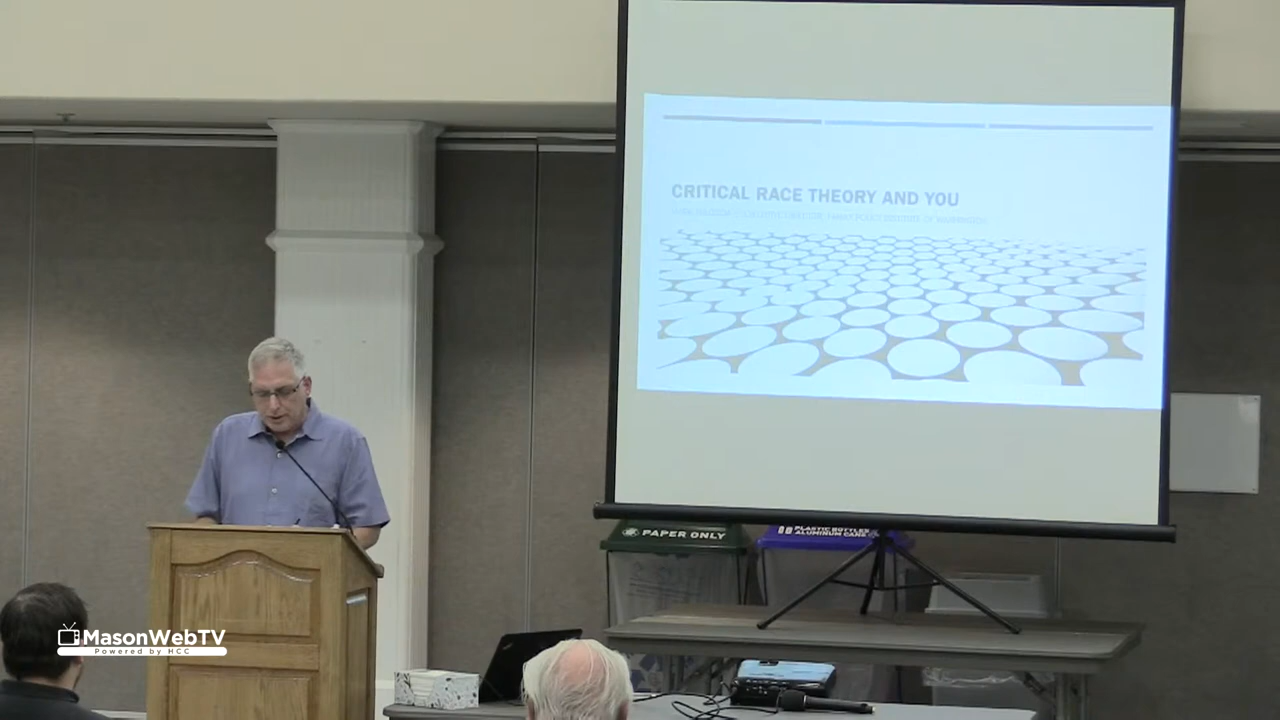 CRITICAL RACE THEORY AND YOU
PAPER ONLY
PLASTIC BOTTLES
ALUMINUM CANS
MasonWebTV
Powered by HCC